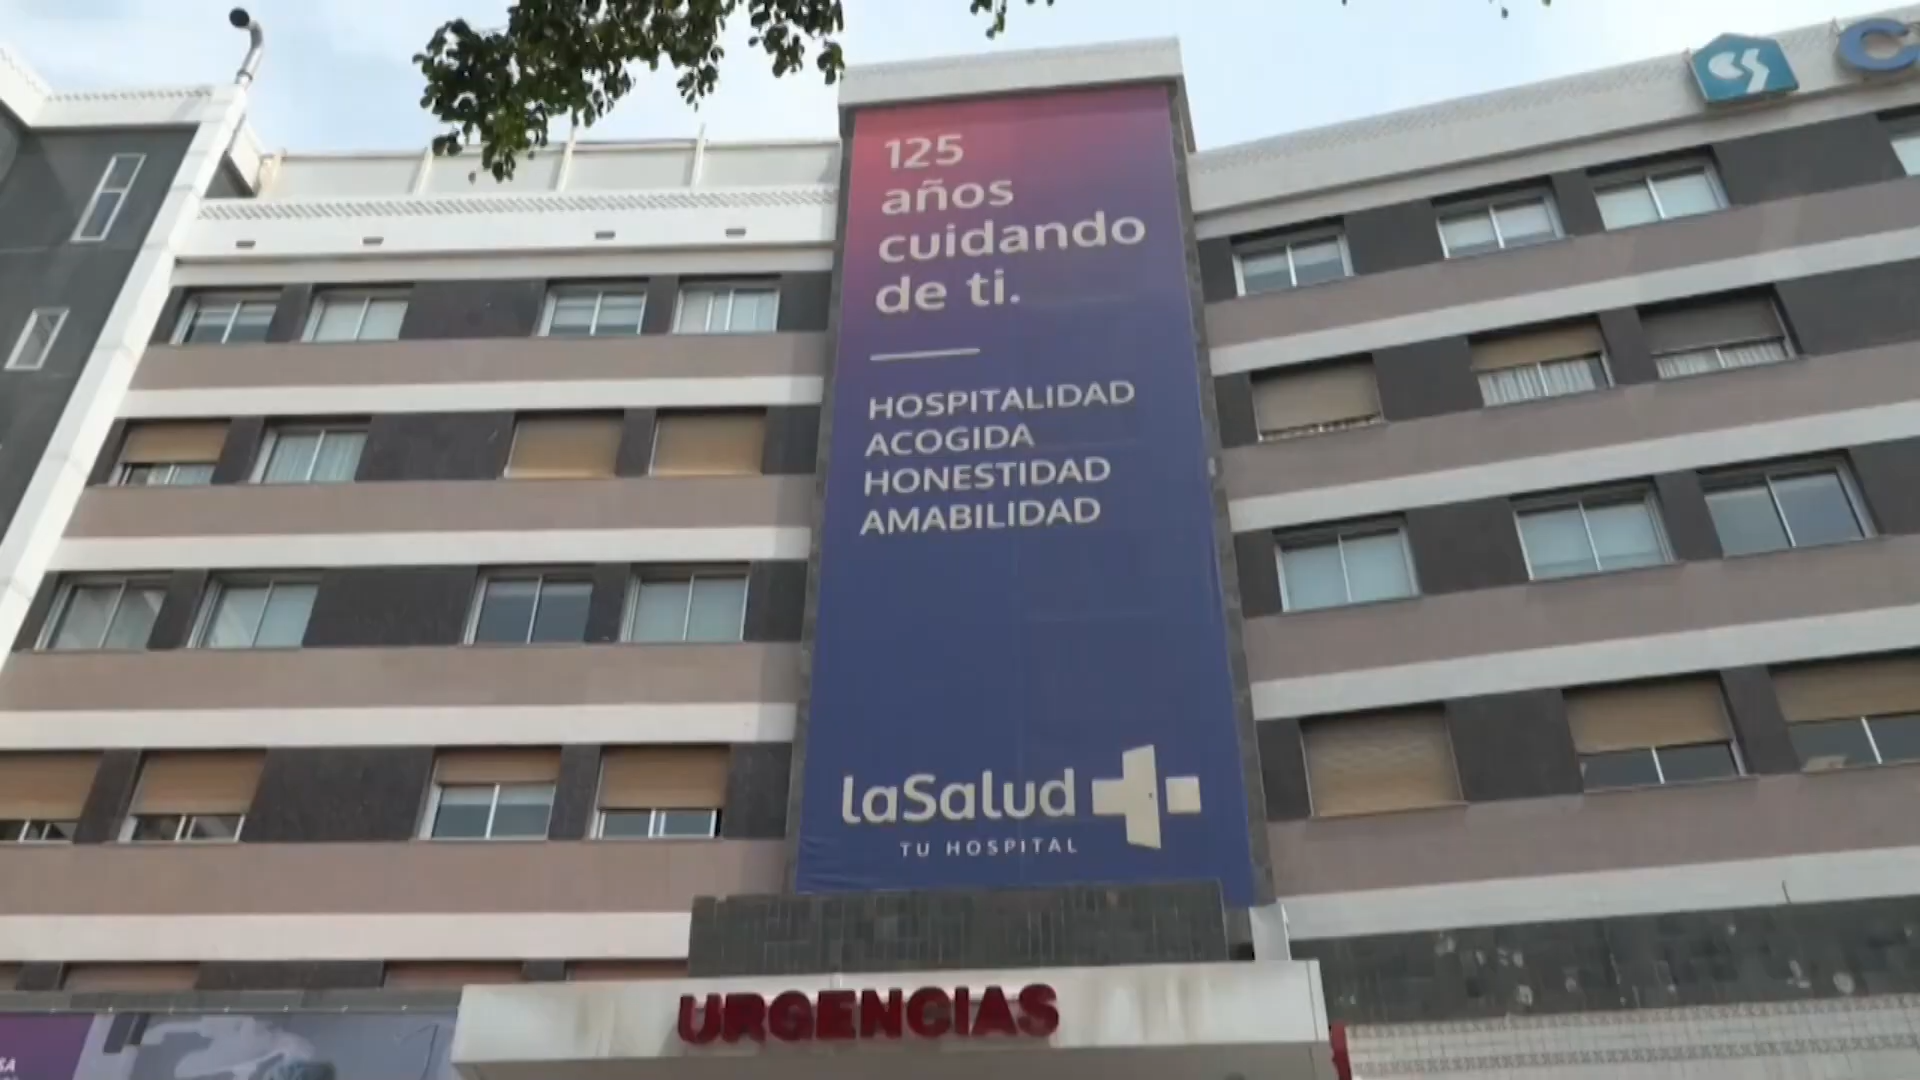 125
años
cuidando
de ti.
HOSPITALIDAD
ACOGIDA
HONESTIDAD
AMABILIDAD
laSalud
TU HOSPITAL
URGENCIAS